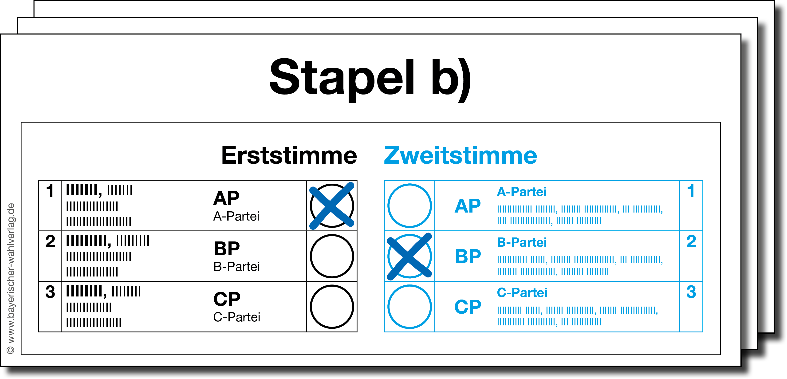 Stapel b)
Erststimme
Zweitstimme
1
AP
A-Partei
2
BP
B-Partei
3
CP
C-Partei
AP
A-Partei
1
BP
B-Partei
2
CP
C-Partei
3
© www.bayerischer-wahlverlag.de